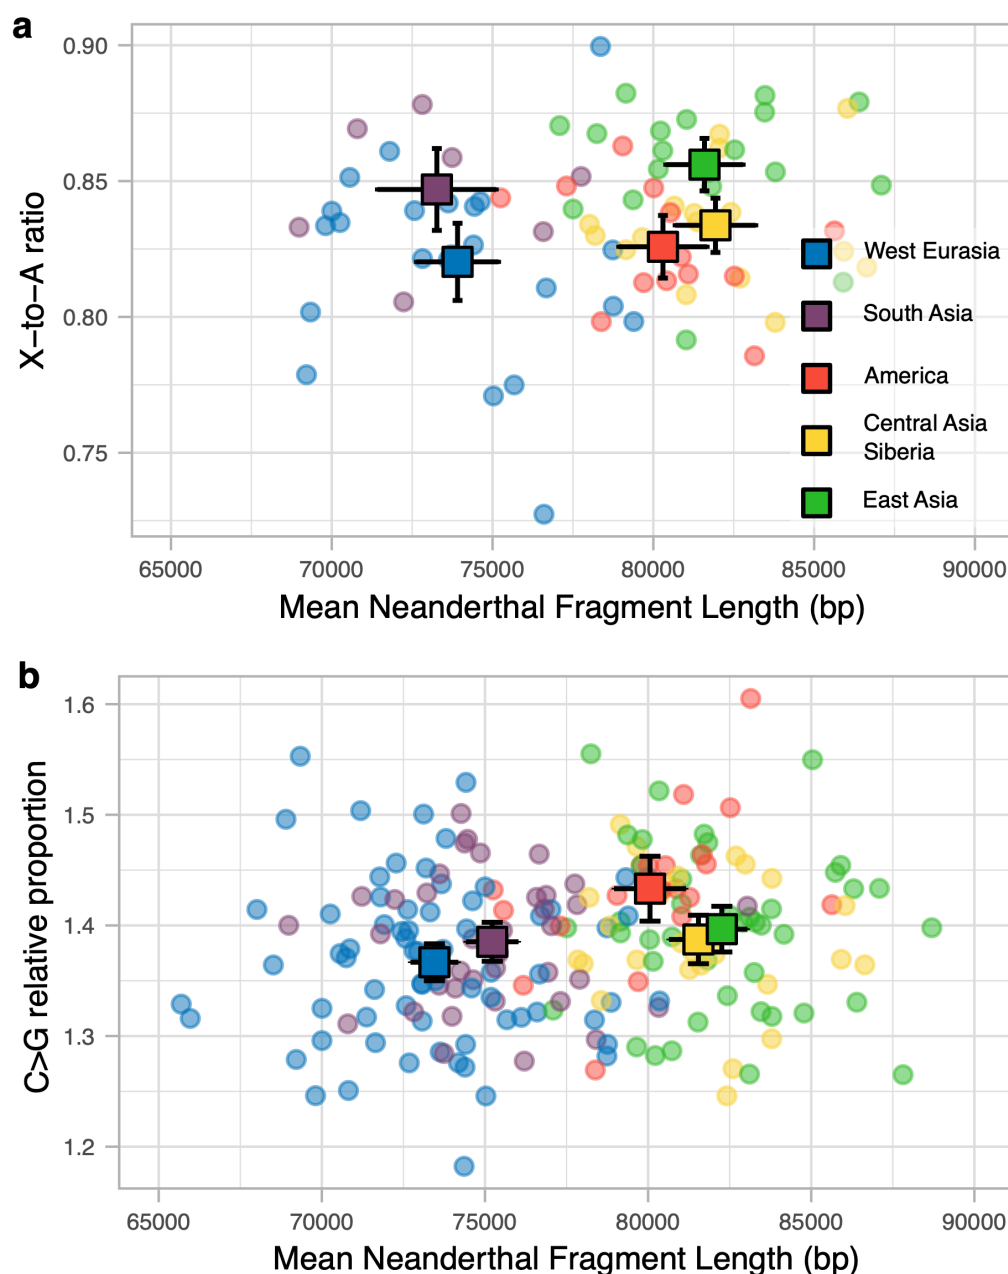 a
0.90
0.85
0.80
0.75
X−to−A ratio
West Eurasia
South Asia
America
Central Asia
Siberia
East Asia
65000 70000 75000 80000 85000 90000
Mean Neanderthal Fragment Length (bp)
b
1.6
1.5
1.4
1.3
1.2
C>G relative proportion
65000 70000 75000 80000 85000 90000
Mean Neanderthal Fragment Length (bp)